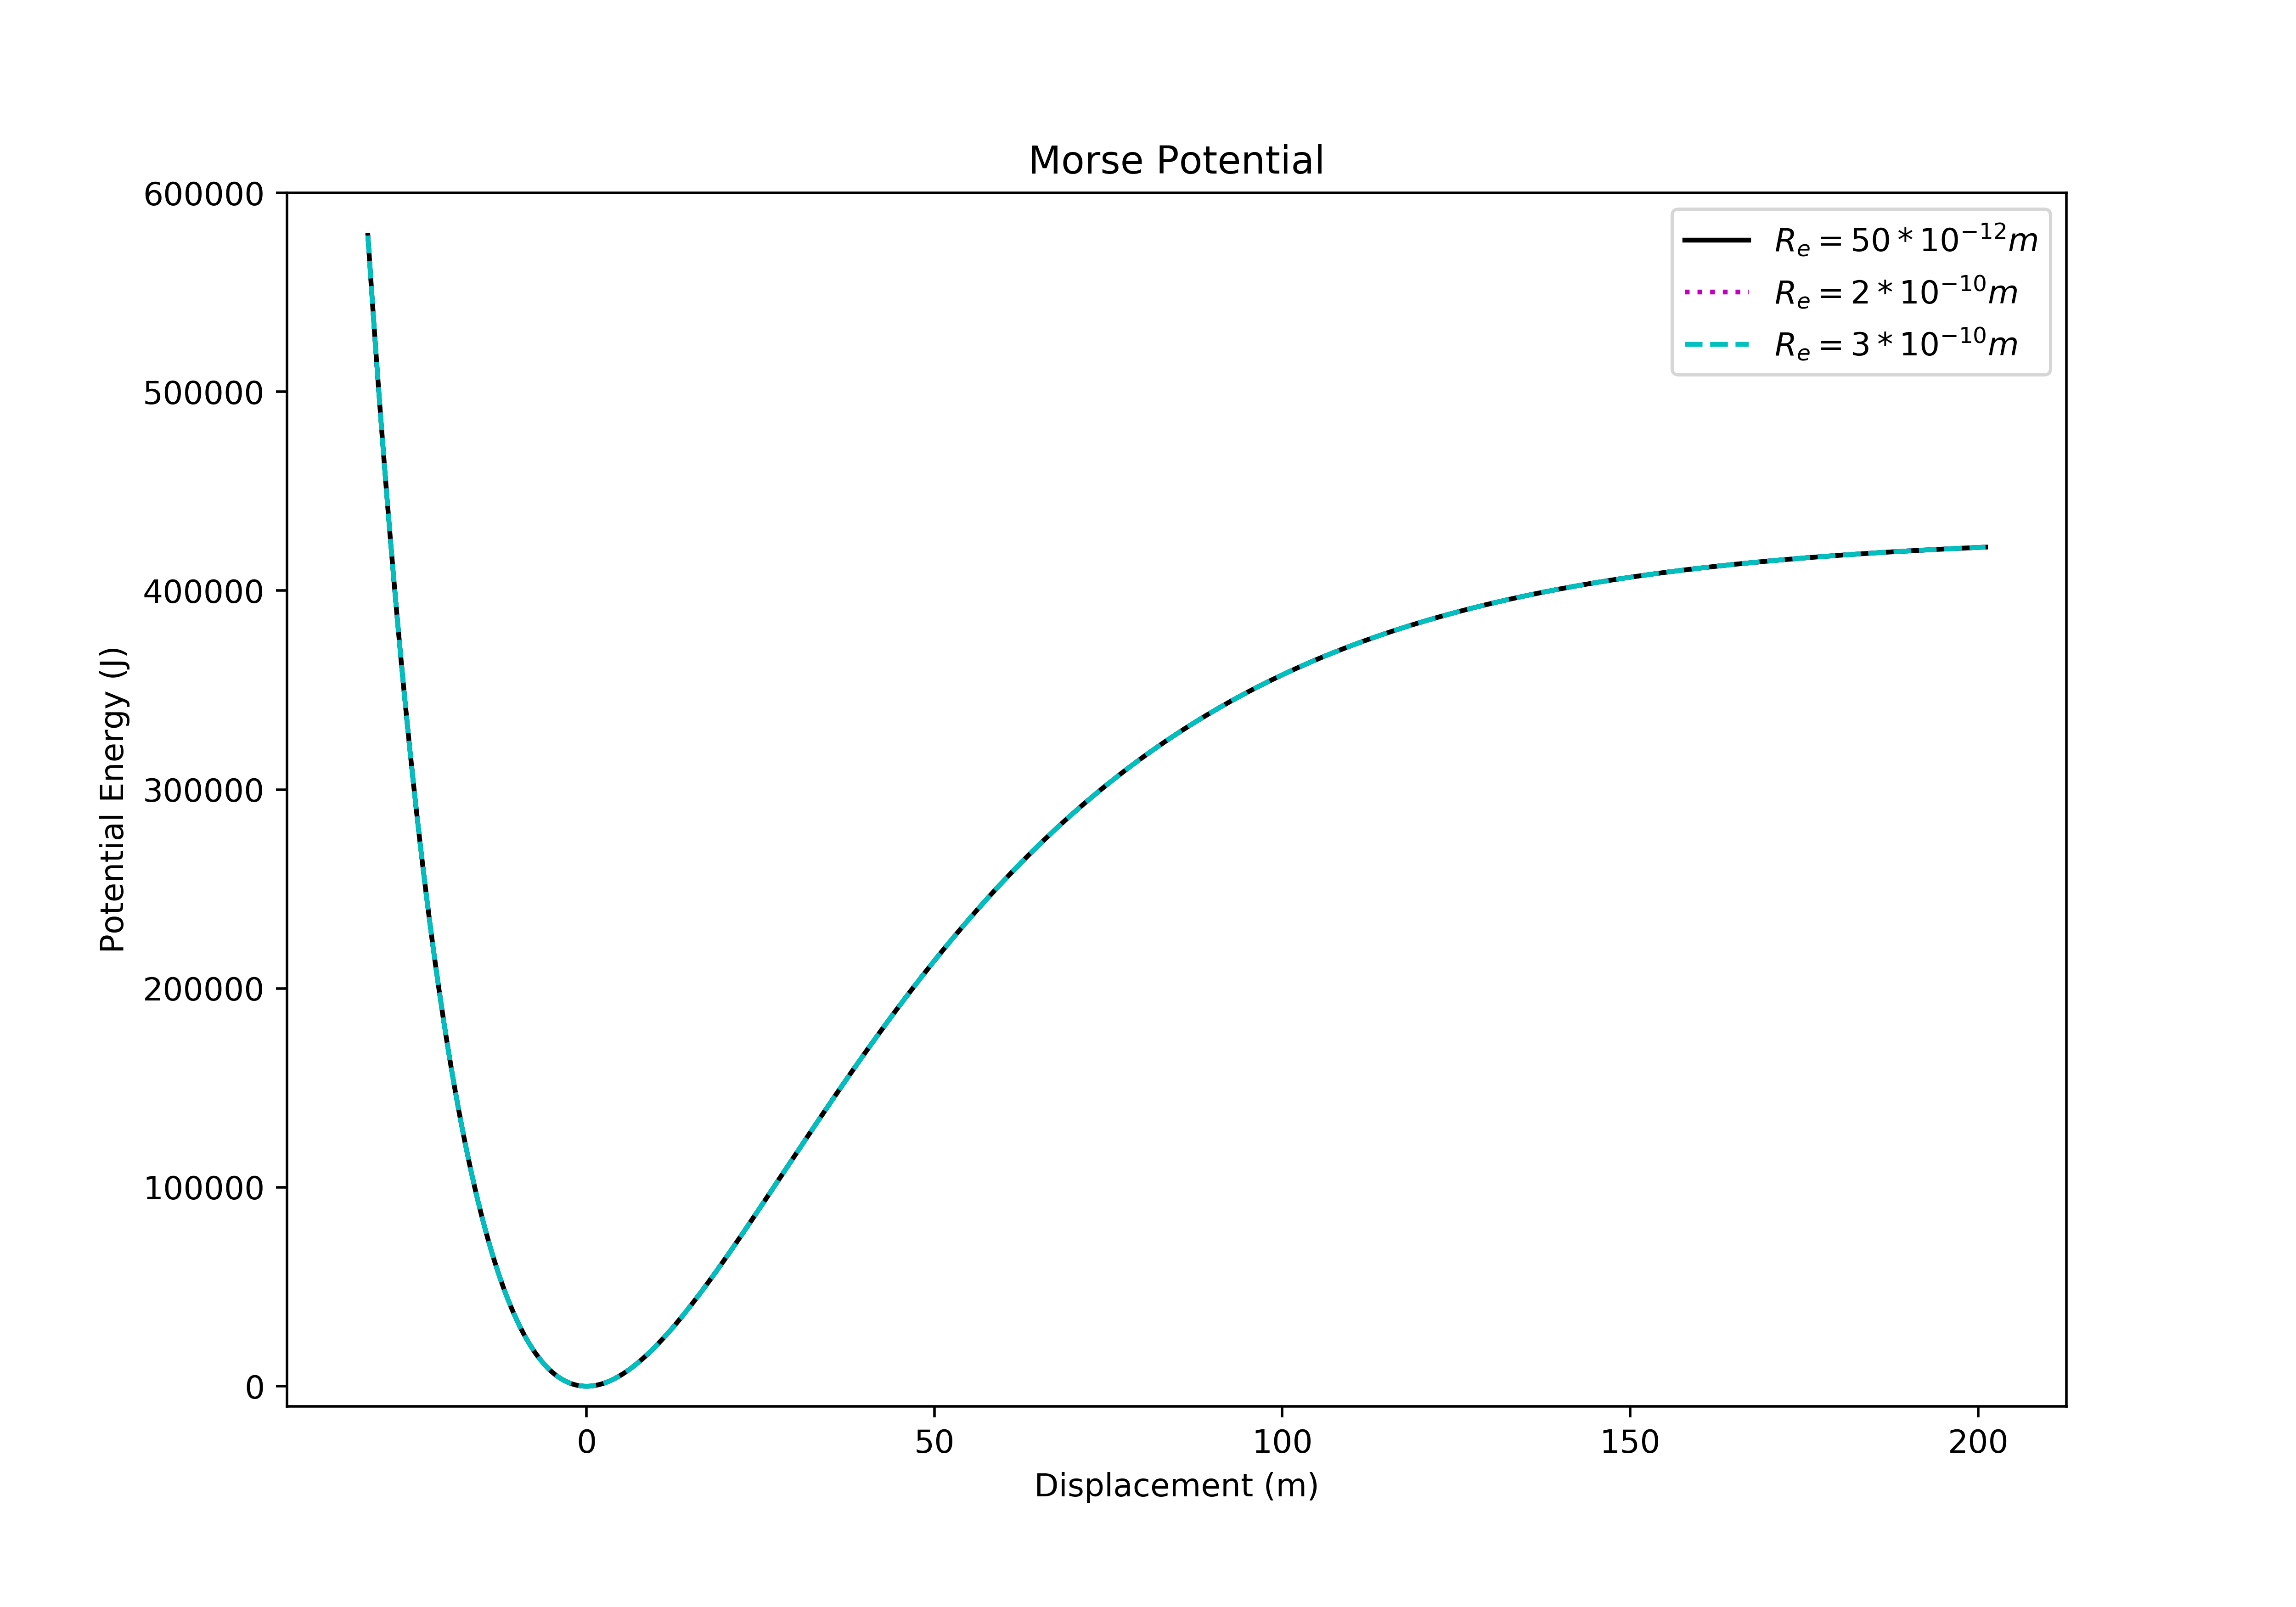 Morse Potential
600000
500000
400000
300000
200000
100000
0
Potential Energy (J)
R_e = 50 * 10^{-12}m
R_e = 2 * 10^{-10}m
R_e = 3 * 10^{-10}m
0 50 100 150 200
Displacement (m)